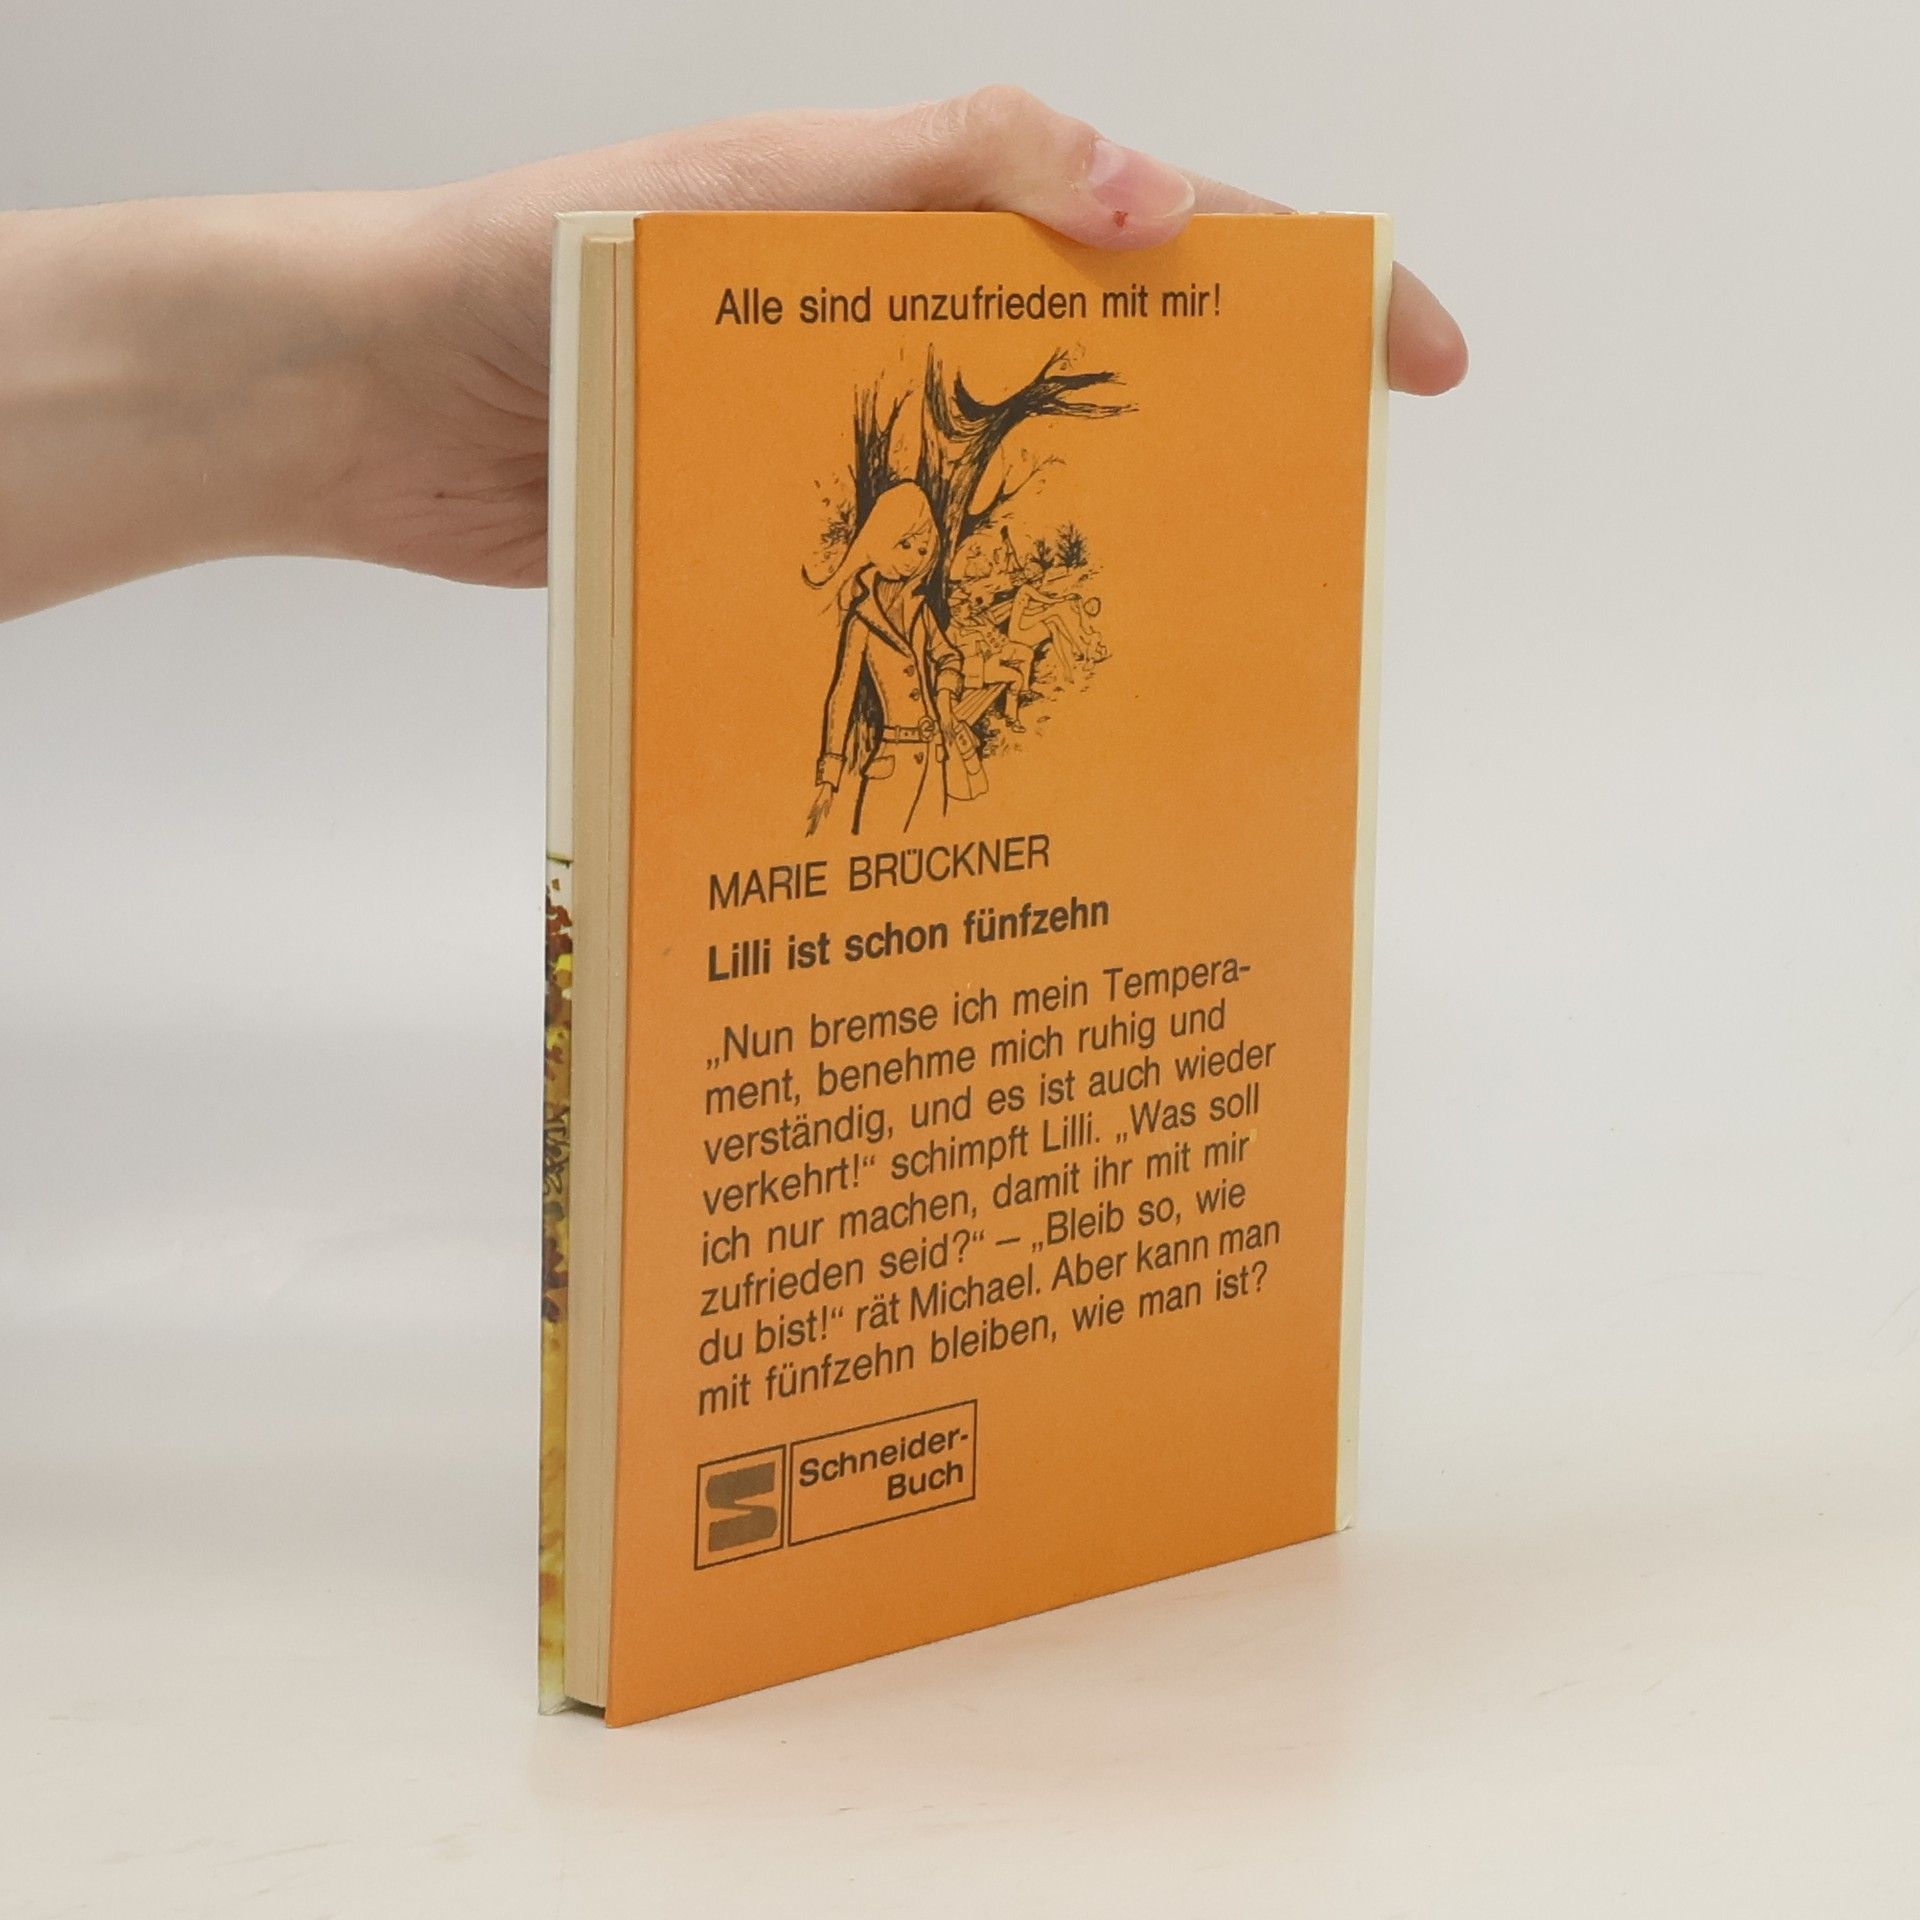 Alle sind unzufrieden mit mir!
MARIE BRÜCKNER
Lilli ist schon fünfzehn
„Nun bremse ich mein Tempera-
ment, benehme mich ruhig und
verständig, und es ist auch wieder
verkehrt!“ schimpft Lilli. „Was soll
ich nur machen, damit ihr mit mir
zufrieden seid?“ – „Bleib so, wie
du bist!“ rät Michael. Aber kann man
mit fünfzehn bleiben, wie man ist?
Schneider-
Buch